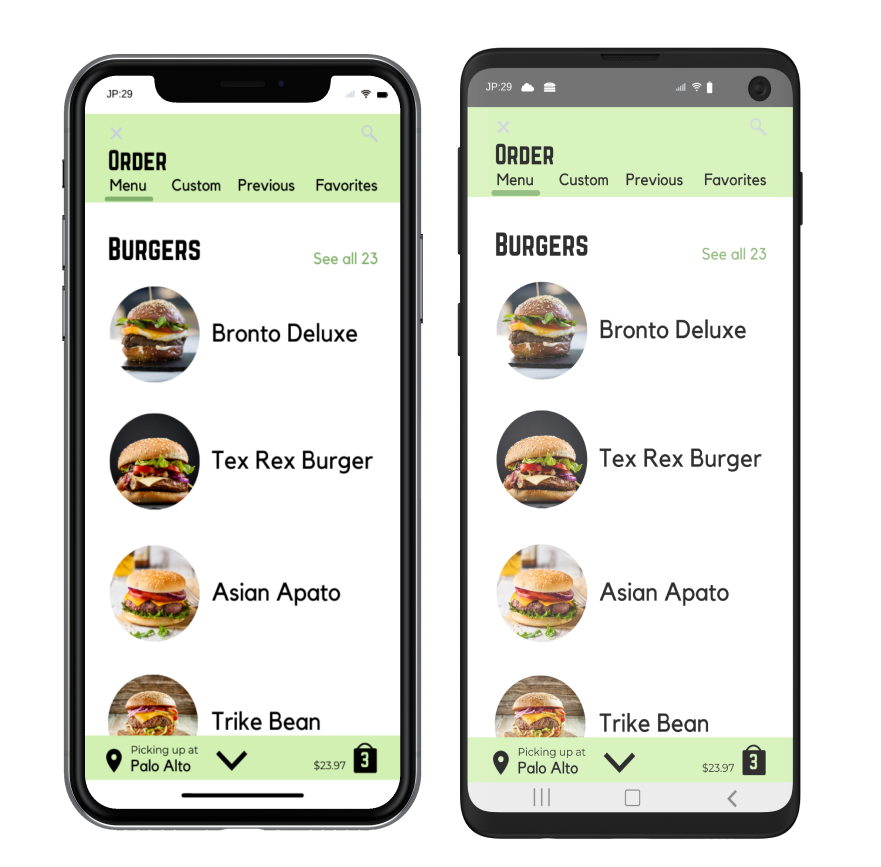 JP:29
Order
Menu Custom Previous Favorites
Burgers
See all 23
Bronto Deluxe
Tex Rex Burger
Asian Apato
Trike Bean
Picking up at
Palo Alto
$23.97
3
JP:29
Order
Menu Custom Previous Favorites
Burgers
See all 23
Bronto Deluxe
Tex Rex Burger
Asian Apato
Trike Bean
Picking up at
Palo Alto
$23.97
3